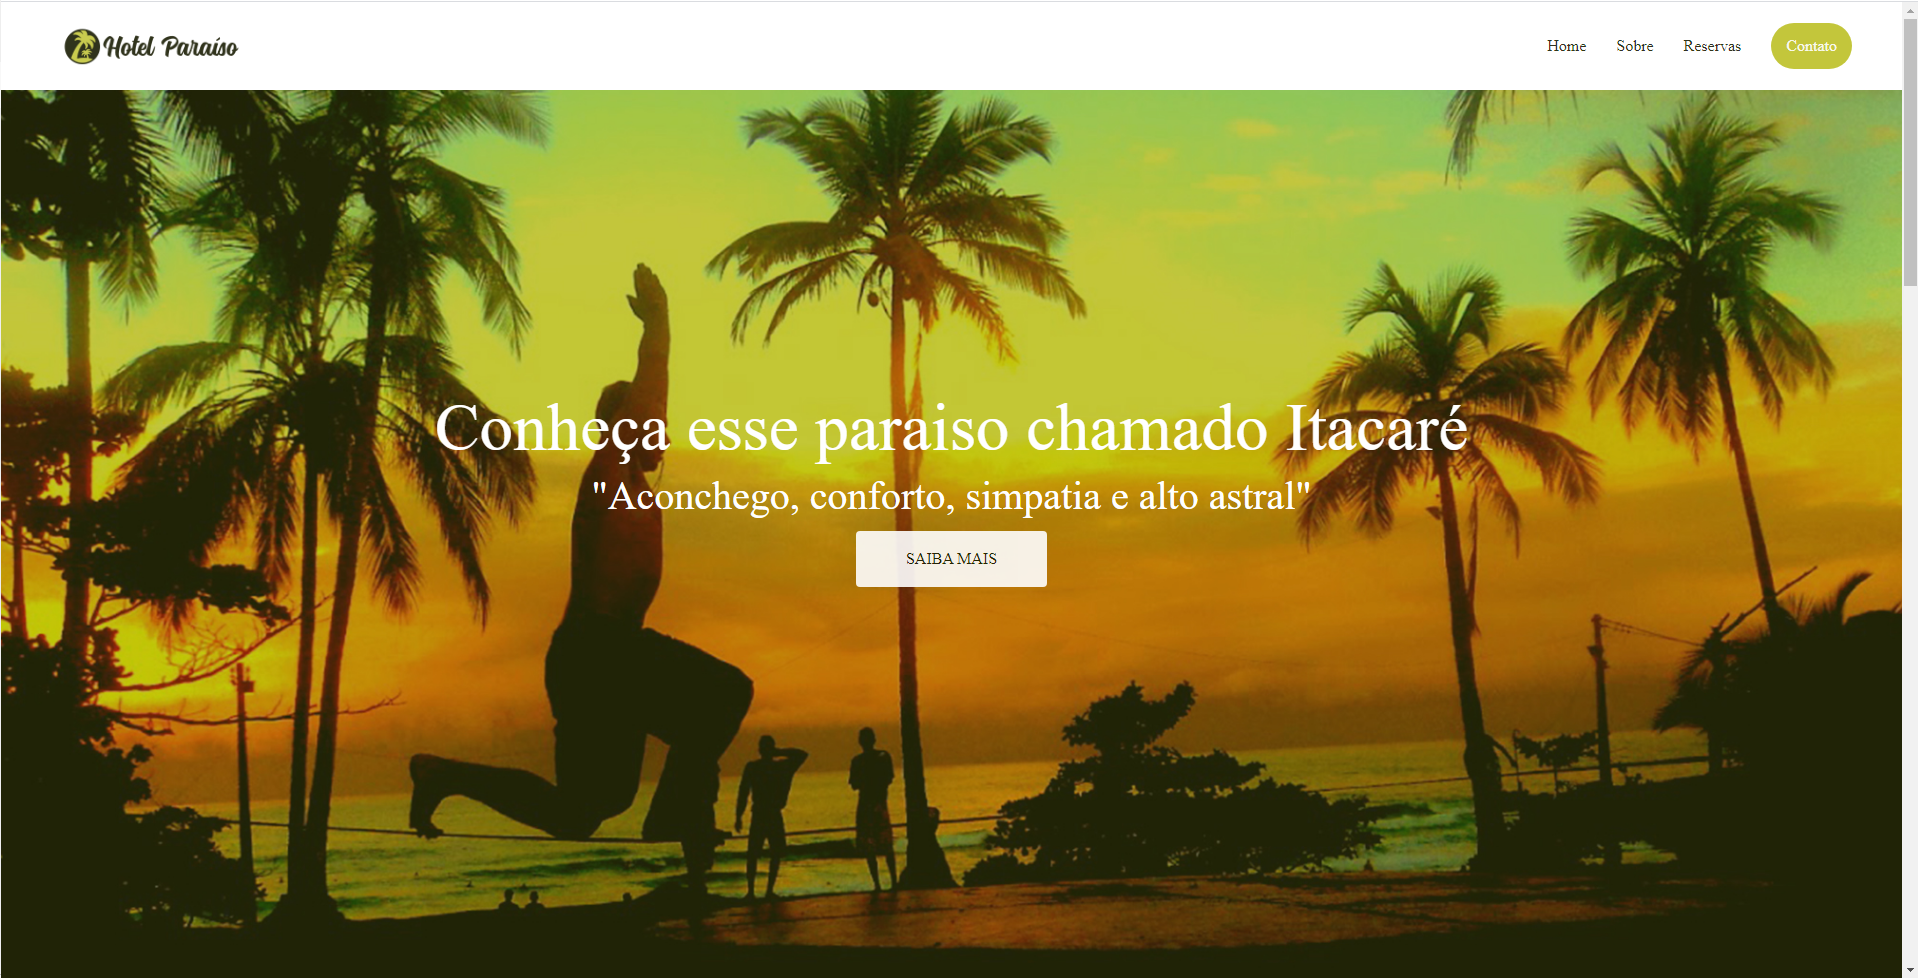 Hotel Paraíso
Home
Sobre
Reservas
Contato
Conheça esse paraiso chamado Itacaré
"Aconchego, conforto, simpatia e alto astral"
SAIBA MAIS